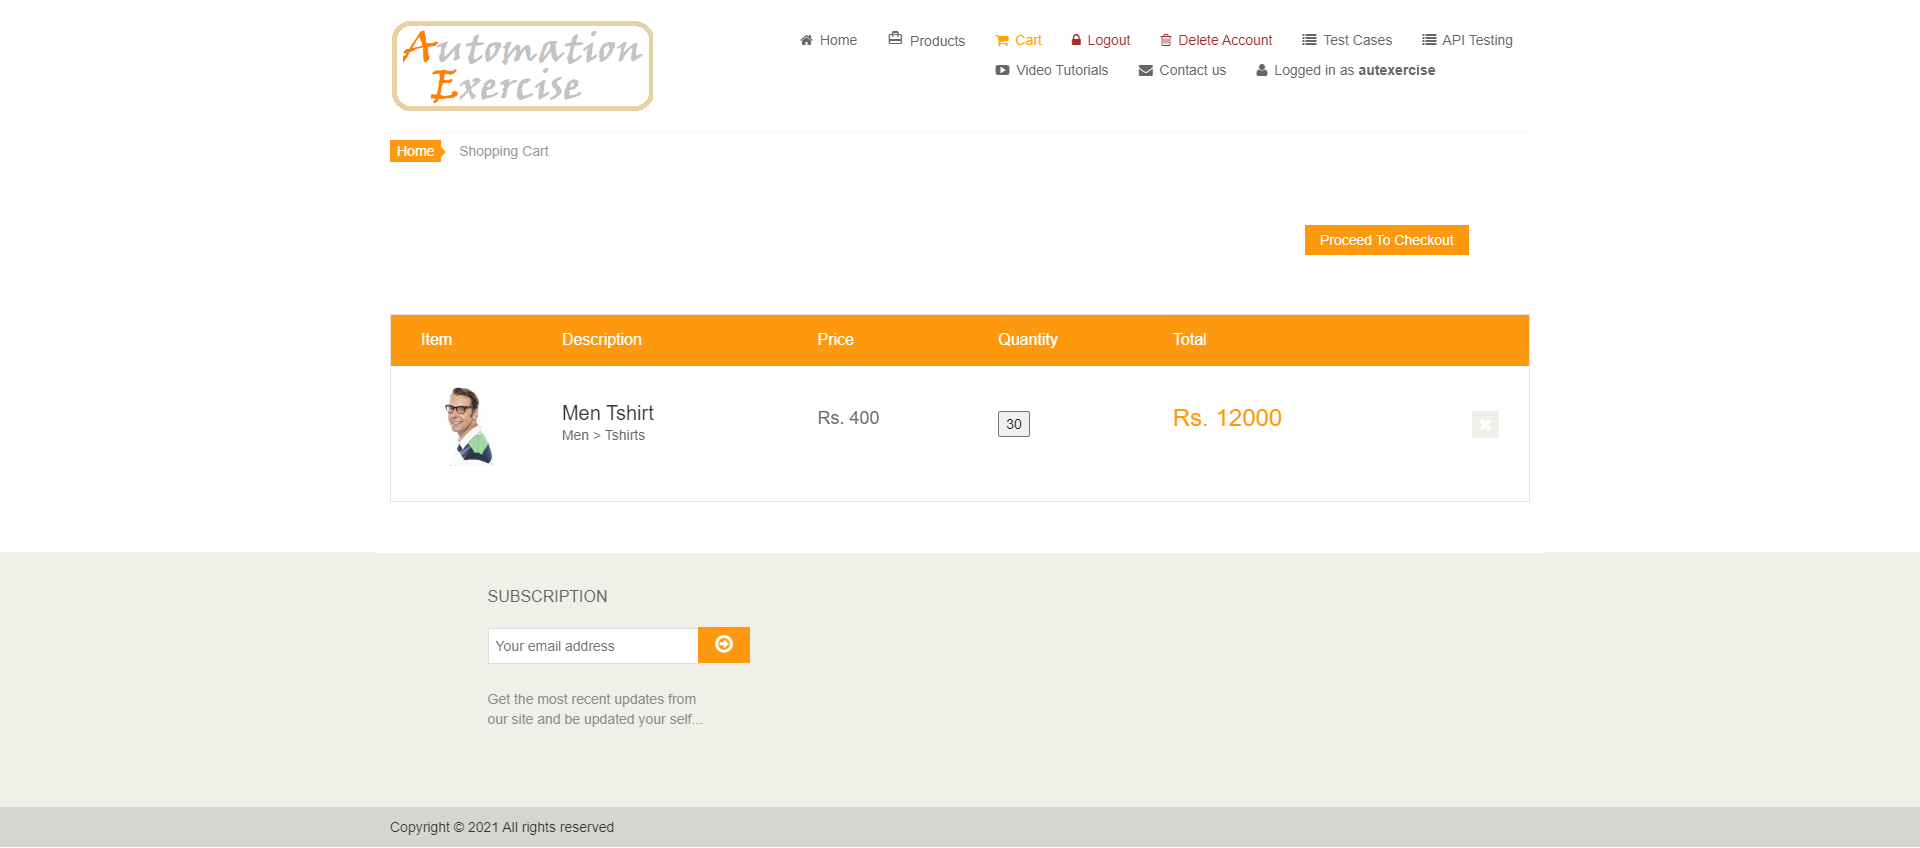 Automation
Exercise
Home Products Cart Logout Delete Account Test Cases API Testing
Video Tutorials Contact us Logged in as autexercise
Home Shopping Cart
Proceed To Checkout
Item Description Price Quantity Total
Men Tshirt Rs. 400 30 Rs. 12000
Men > Tshirts
SUBSCRIPTION
Your email address
Get the most recent updates from
our site and be updated your self...
Copyright © 2021 All rights reserved